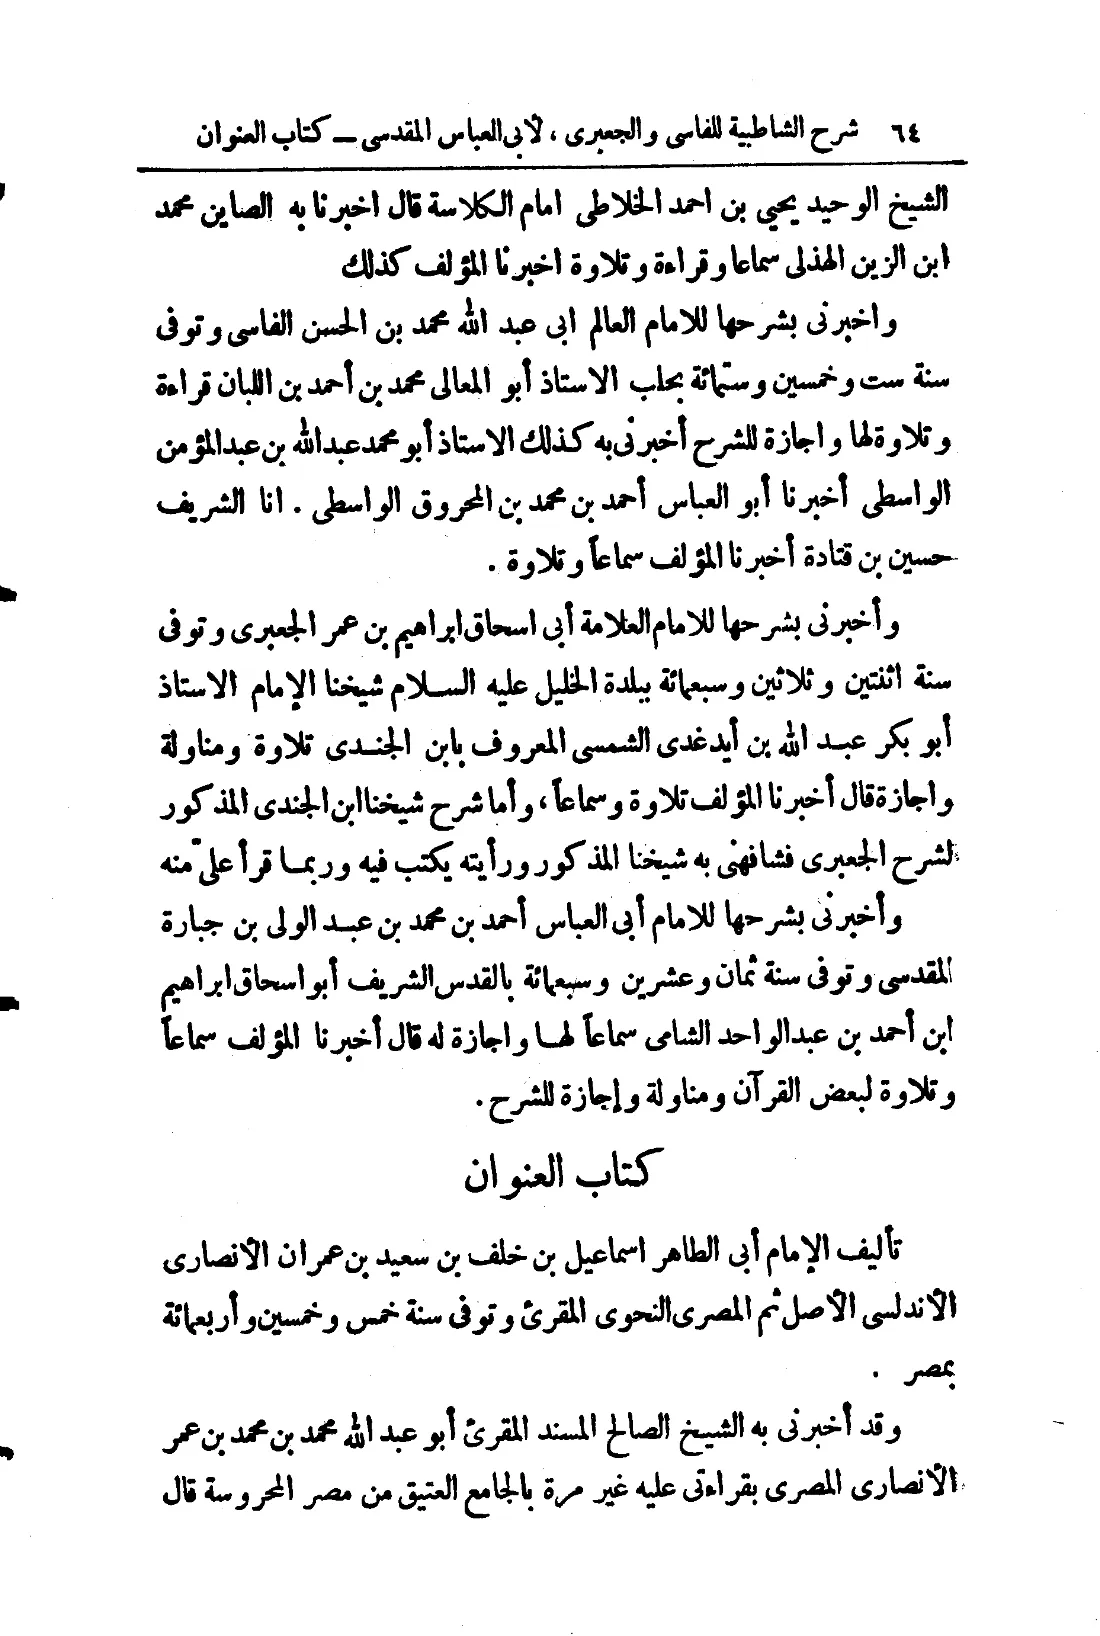 ٦٤ شرح الشاطبية للفاسى والجعبرى ، لأبى العباس المقدسى ــ كتاب العنوان
الشيخ الوحيد يحيى بن احمد الخلاطى امام الكلاسة قال اخبرنا به الصاين محمد
ابن الزين الهذلى سماعا وقراءة وتلاوة اخبرنا المؤلف كذلك
واخبرنى بشرحها للامام العالم ابى عبد الله محمد بن الحسن الفاسى وتوفى
سنة ست وخمسين وستمائة بحلب الاستاذ أبو المعالى محمد بن أحمد بن اللبان قراءة
وتلاوة لها واجازة للشرح أخبرنى به كذلك الاستاذ أبو محمد عبد الله بن عبد المؤمن
الواسطى أخبرنا أبو العباس أحمد بن محمد بن المحروق الواسطى . انا الشريف
حسين بن قتادة أخبرنا المؤلف سماعاً وتلاوة .
وأخبرنى بشرحها للامام العلامة أبى اسحاق ابراهيم بن عمر الجعبرى وتوفى
سنة اثنتين وثلاثين وسبعمائة ببلدة الخليل عليه الســلام شيخنا الإمام الاستاذ
أبو بكر عبــد الله بن أيدغدى الشمسى المعروف بابن الجنــدى تلاوة ومناولة
واجازة قال أخبرنا المؤلف تلاوة وسماعاً ، وأما شرح شيخنا ابن الجندى المذكور
لشرح الجعبرى فشافهنى به شيخنا المذكور ورأيته يكتب فيه وربمــا قرأ علىّ منه
وأخبرنى بشرحها للامام أبى العباس أحمد بن محمد بن عبــد الولى بن جبارة
المقدسى وتوفى سنة ثمان وعشرين وسبعمائة بالقدس الشريف أبو اسحاق ابراهيم
ابن أحمد بن عبد الواحد الشامى سماعاً لهــا واجازة له قال أخبرنا المؤلف سماعاً
وتلاوة لبعض القرآن ومناولة وإجازة للشرح .
كتاب العنوان
تأليف الإمام أبى الطاهر اسماعيل بن خلف بن سعيد بن عمران الأنصارى
الأندلسى الأصل ثم المصرى النحوى المقرئ وتوفى سنة خمس وخمسين وأربعمائة
بمصر .
وقد أخبرنى به الشيخ الصالح المسند المقرئ أبو عبد الله محمد بن محمد بن عمر
الأنصارى المصرى بقراءتى عليه غير مرة بالجامع العتيق من مصر المحروسة قال